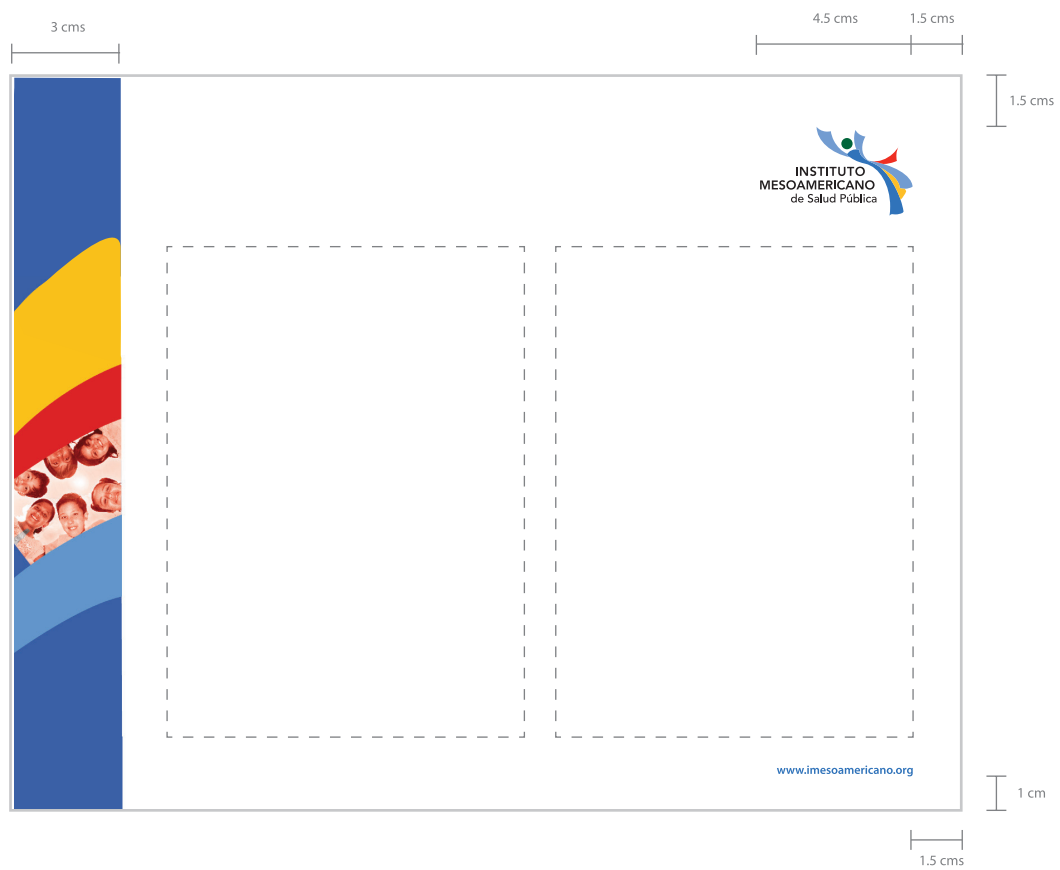 3 cms
4.5 cms
1.5 cms
1.5 cms
INSTITUTO
MESOAMERICANO
de Salud Pública
www.imesoamericano.org
1 cm
1.5 cms